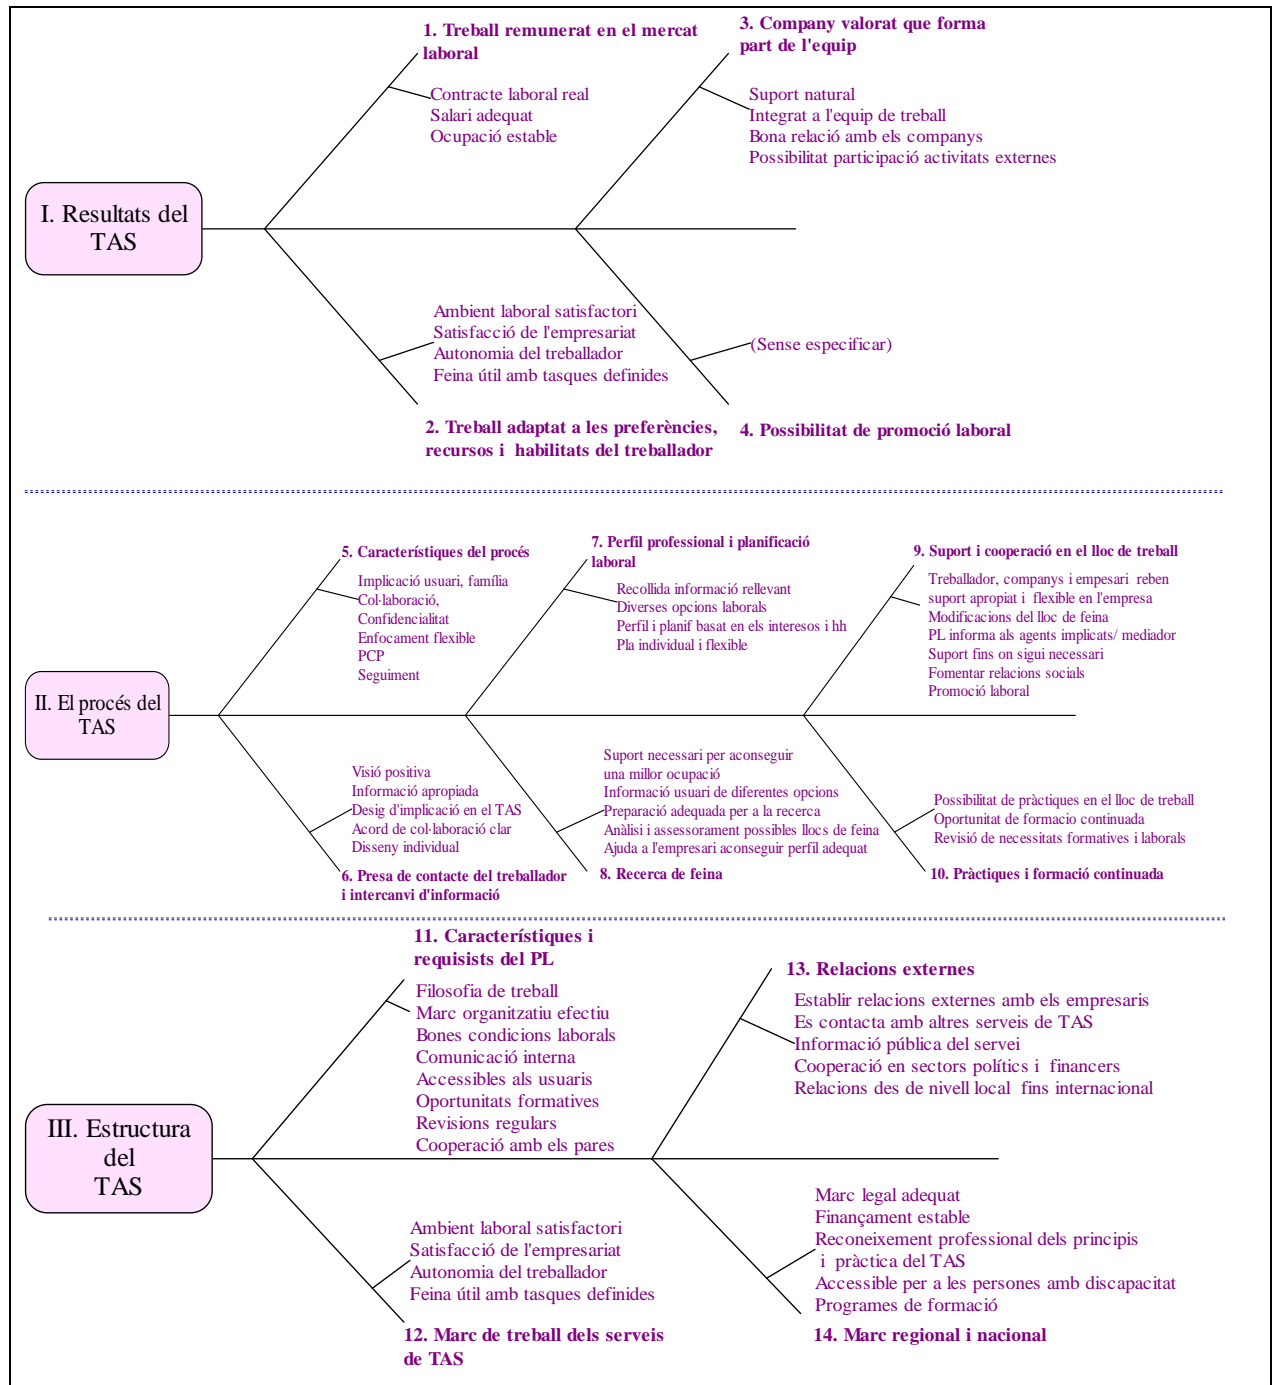 1. Treball remunerat en el mercat
laboral
Contracte laboral real
Salari adequat
Ocupació estable
3. Company valorat que forma
part de l'equip
Suport natural
Integrat a l'equip de treball
Bona relació amb els companys
Possibilitat participació activitats externes
I. Resultats del
TAS
Ambient laboral satisfactori
Satisfacció de l'empresariat
Autonomia del treballador
Feina útil amb tasques definides
2. Treball adaptat a les preferències,
recursos i habilitats del treballador
(Sense especificar)
4. Possibilitat de promoció laboral
5. Característiques del procés
Implicació usuari, família
Col·laboració,
Confidencialitat
Enfocament flexible
PCP
Seguiment
7. Perfil professional i planificació
laboral
Recollida informació rellevant
Diverses opcions laborals
Perfil i planif basat en els interesos i hh
Pla individual i flexible
9. Suport i cooperació en el lloc de treball
Treballador, companys i empesari reben
suport apropiat i flexible en l'empresa
Modificacions del lloc de feina
PL informa als agents implicats/ mediador
Suport fins on sigui necessari
Fomentar relacions socials
Promoció laboral
II. El procés del
TAS
Visió positiva
Informació apropiada
Desig d'implicació en el TAS
Acord de col·laboració clar
Disseny individual
6. Presa de contacte del treballador
i intercanvi d'informació
Suport necessari per aconseguir
una millor ocupació
Informació usuari de diferentes opcions
Preparació adequada per a la recerca
Anàlisi i assessorament possibles llocs de feina
Ajuda a l'empresari aconseguir perfil adequat
8. Recerca de feina
Possibilitat de pràctiques en el lloc de treball
Oportunitat de formacio continuada
Revisió de necessitats formatives i laborals
10. Pràctiques i formació continuada
11. Característiques i
requisists del PL
Filosofia de treball
Marc organitzatiu efectiu
Bones condicions laborals
Comunicació interna
Accessibles als usuaris
Oportunitats formatives
Revisions regulars
Cooperació amb els pares
13. Relacions externes
Establir relacions externes amb els empresaris
Es contacta amb altres serveis de TAS
Informació pública del servei
Cooperació en sectors polítics i financers
Relacions des de nivell local fins internacional
III. Estructura
del
TAS
Ambient laboral satisfactori
Satisfacció de l'empresariat
Autonomia del treballador
Feina útil amb tasques definides
12. Marc de treball dels serveis
de TAS
Marc legal adequat
Finançament estable
Reconeixement professional dels principis
i pràctica del TAS
Accessible per a les persones amb discapacitat
Programes de formació
14. Marc regional i nacional